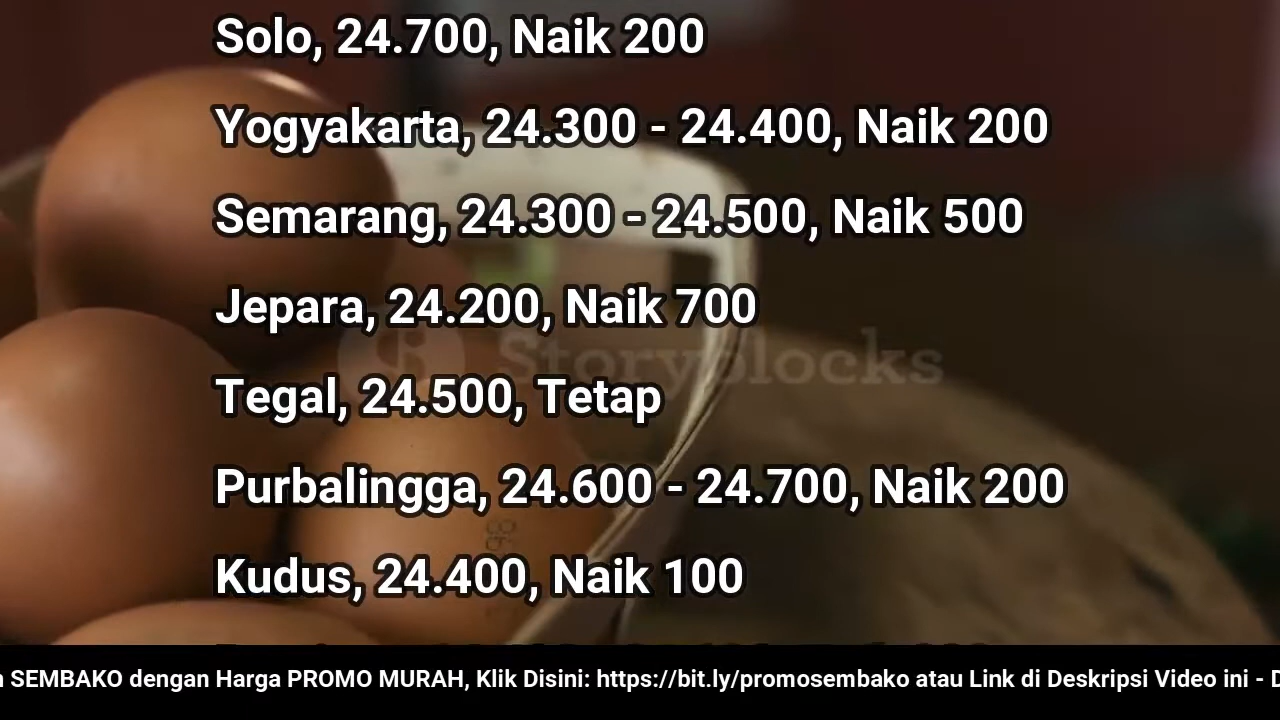 Solo, 24.700, Naik 200
Yogyakarta, 24.300 - 24.400, Naik 200
Semarang, 24.300 - 24.500, Naik 500
Jepara, 24.200, Naik 700
Tegal, 24.500, Tetap
Storyblocks
Purbalingga, 24.600 - 24.700, Naik 200
Kudus, 24.400, Naik 100
SEMBAKO dengan Harga PROMO MURAH, Klik Disini: https://bit.ly/promosembako atau Link di Deskripsi Video ini -